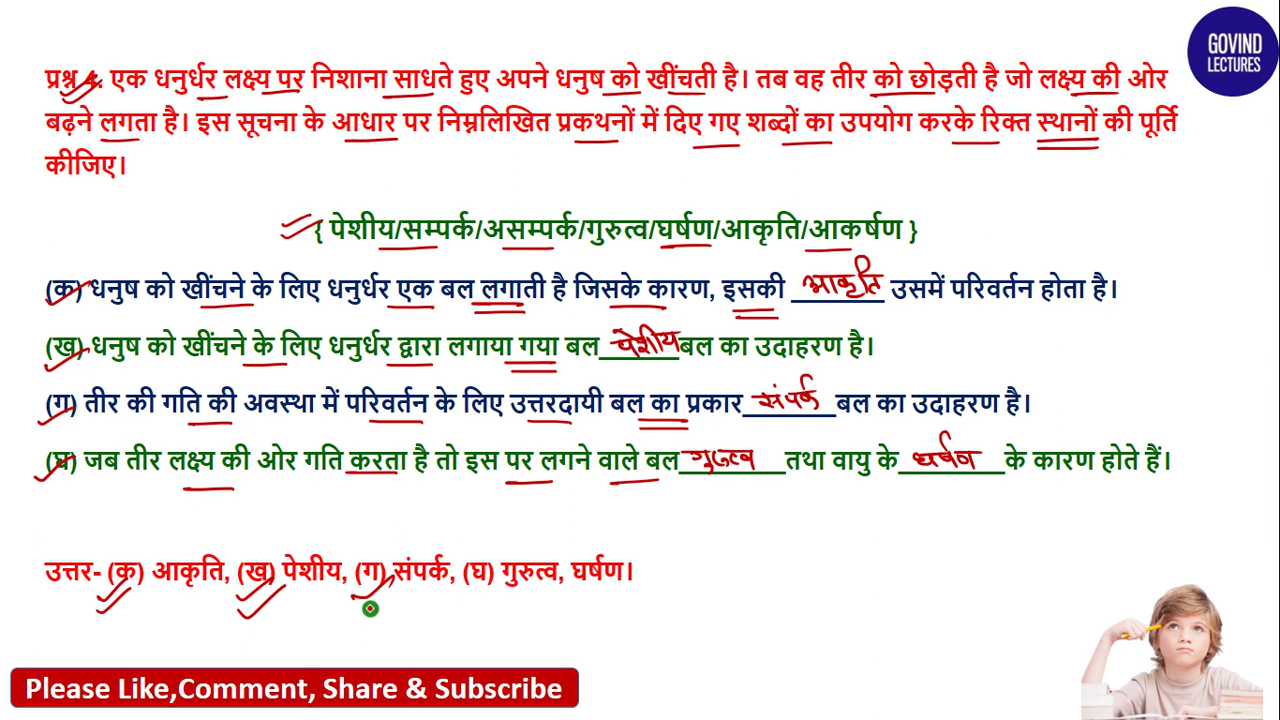 GOVIND
LECTURES
प्रश्न 4. एक धनुर्धर लक्ष्य पर निशाना साधते हुए अपने धनुष को खींचती है। तब वह तीर को छोड़ती है जो लक्ष्य की ओर
बढ़ने लगता है। इस सूचना के आधार पर निम्नलिखित प्रकथनों में दिए गए शब्दों का उपयोग करके रिक्त स्थानों की पूर्ति
कीजिए।
{ पेशीय/सम्पर्क/असम्पर्क/गुरुत्व/घर्षण/आकृति/आकर्षण }
(क) धनुष को खींचने के लिए धनुर्धर एक बल लगाती है जिसके कारण, इसकी आकृति उसमें परिवर्तन होता है।
(ख) धनुष को खींचने के लिए धनुर्धर द्वारा लगाया गया बल पेशीय बल का उदाहरण है।
(ग) तीर की गति की अवस्था में परिवर्तन के लिए उत्तरदायी बल का प्रकार संपर्क बल का उदाहरण है।
(घ) जब तीर लक्ष्य की ओर गति करता है तो इस पर लगने वाले बल गुरुत्व तथा वायु के घर्षण के कारण होते हैं।
उत्तर- (क) आकृति, (ख) पेशीय, (ग) संपर्क, (घ) गुरुत्व, घर्षण।
Please Like,Comment, Share & Subscribe